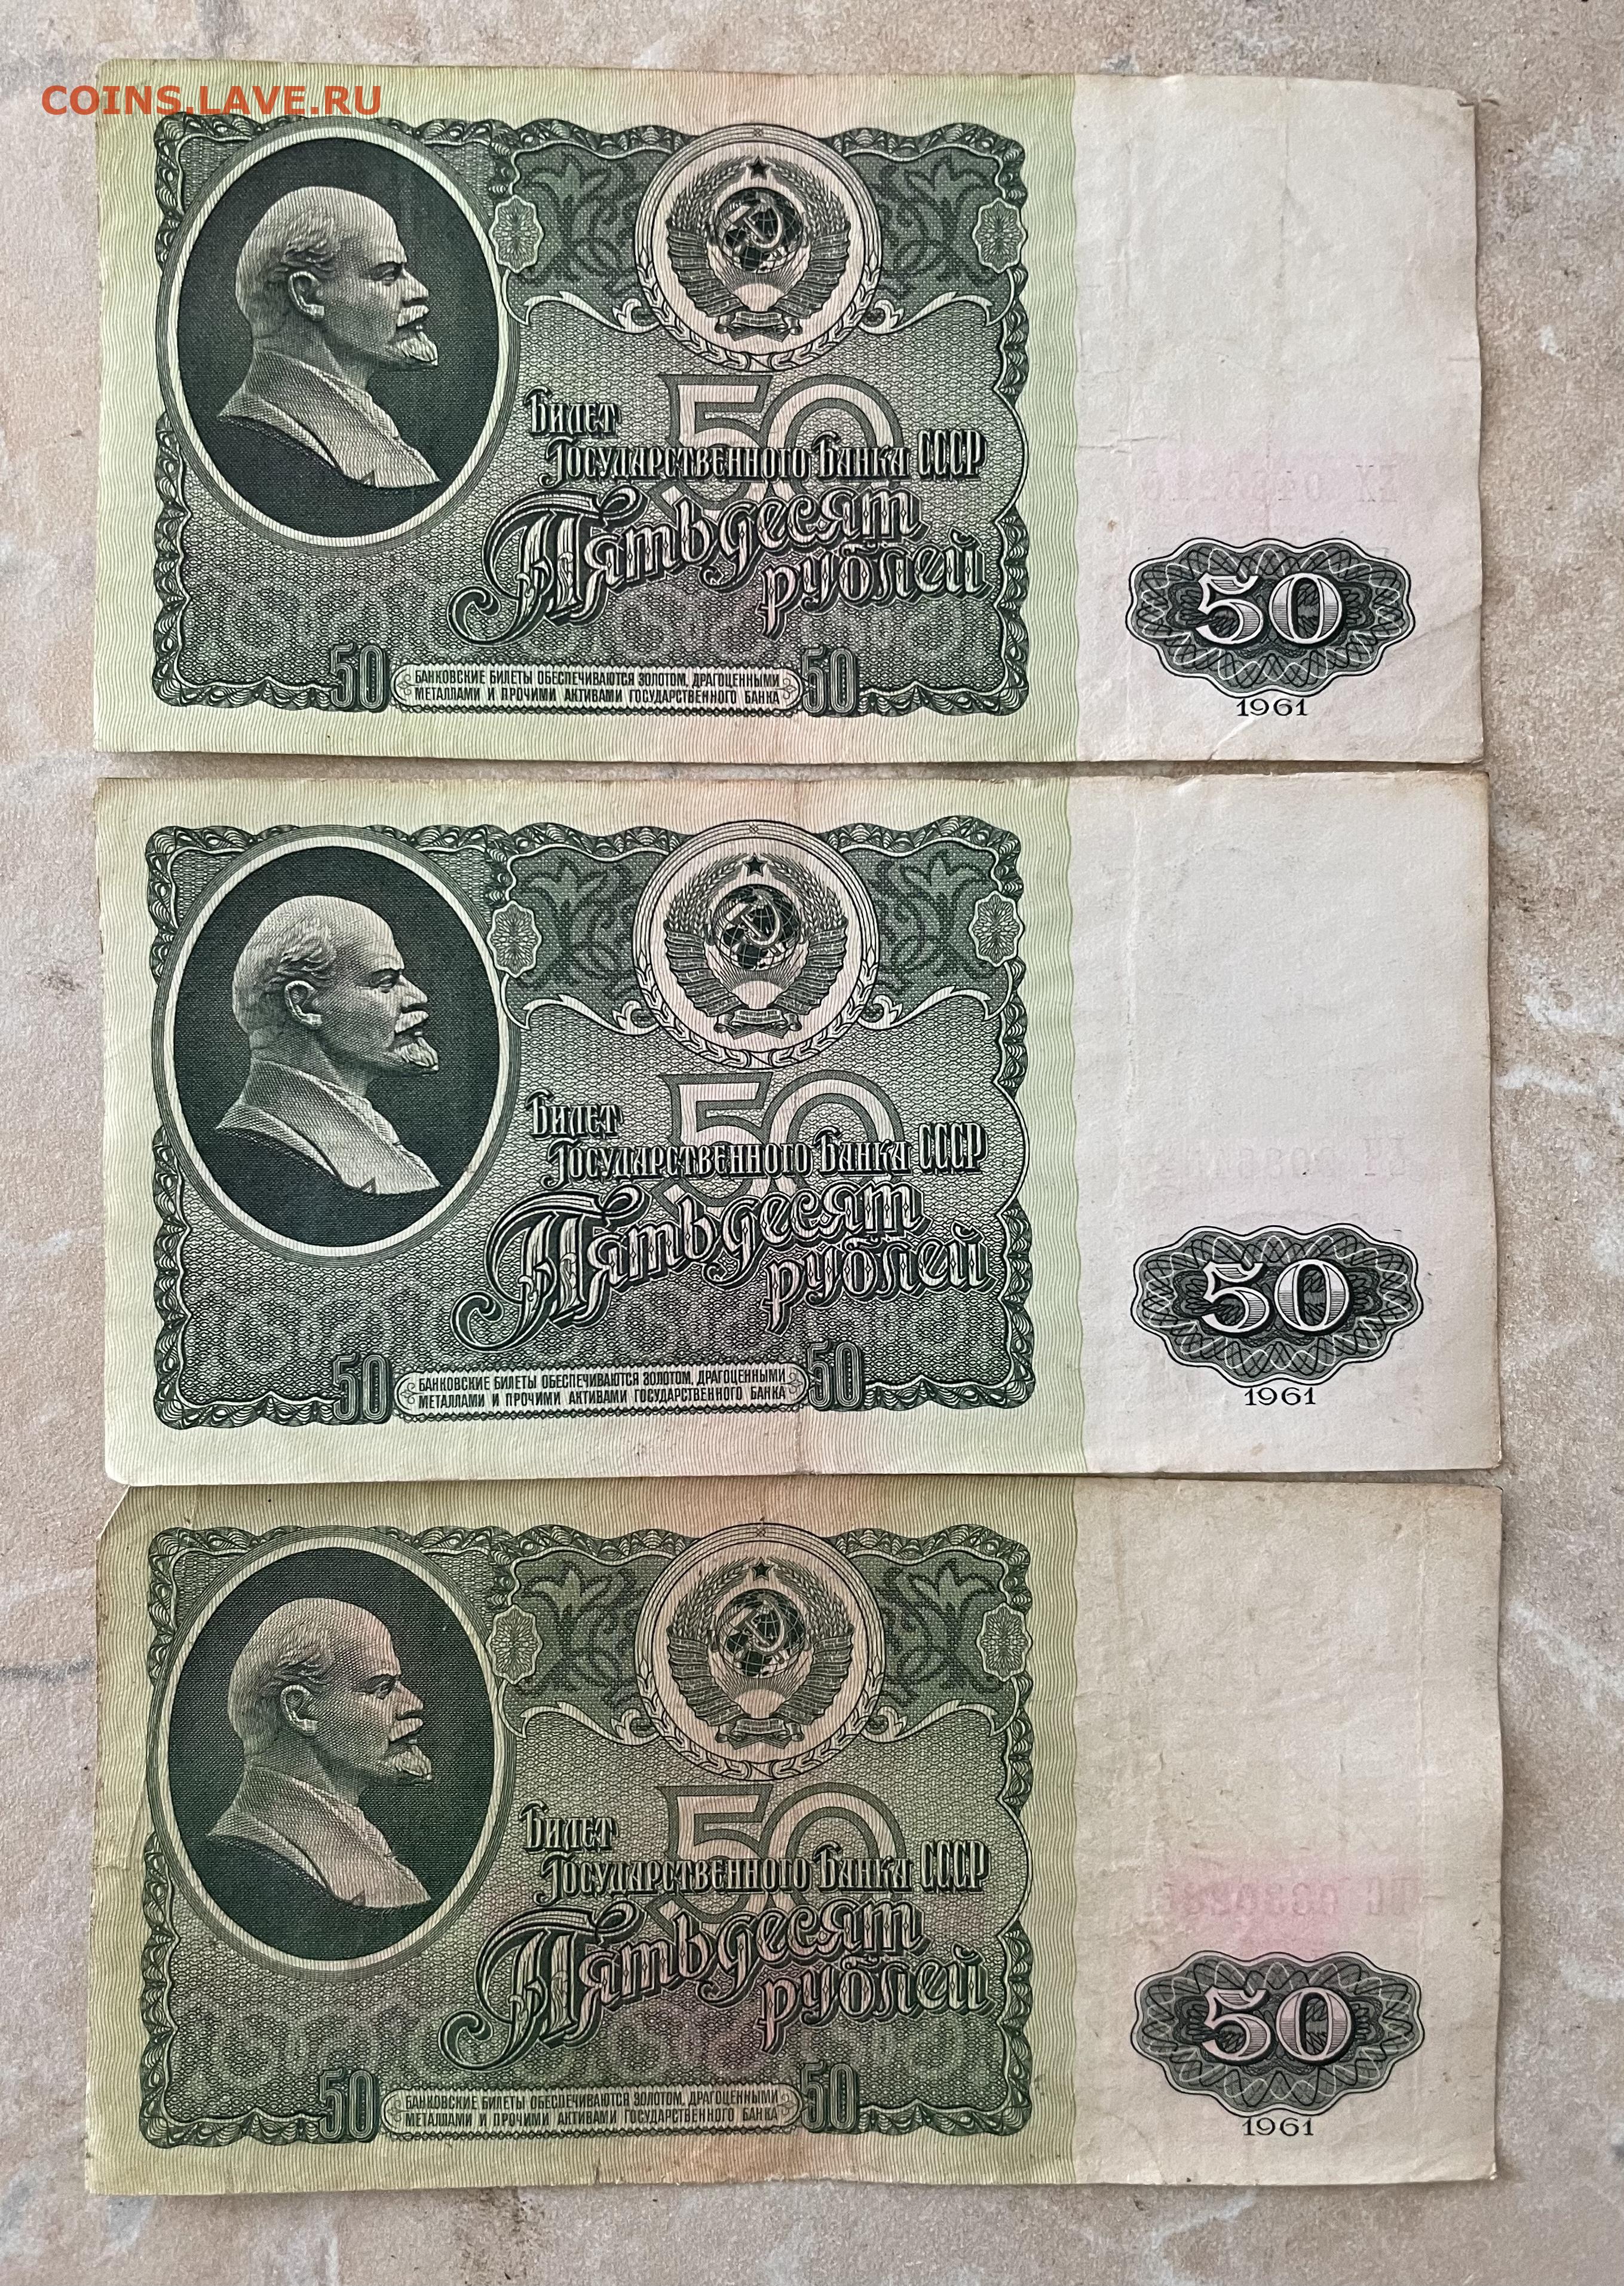 COINS.LAVE.RU
50
Билет
Государственного Банка СССР
Пятьдесят
рублей
50
50 БАНКОВСКИЕ БИЛЕТЫ ОБЕСПЕЧИВАЮТСЯ ЗОЛОТОМ, ДРАГОЦЕННЫМИ 50
МЕТАЛЛАМИ И ПРОЧИМИ АКТИВАМИ ГОСУДАРСТВЕННОГО БАНКА
1961
50
Билет
Государственного Банка СССР
Пятьдесят
рублей
50
50 БАНКОВСКИЕ БИЛЕТЫ ОБЕСПЕЧИВАЮТСЯ ЗОЛОТОМ, ДРАГОЦЕННЫМИ 50
МЕТАЛЛАМИ И ПРОЧИМИ АКТИВАМИ ГОСУДАРСТВЕННОГО БАНКА
1961
50
Билет
Государственного Банка СССР
Пятьдесят
рублей
50
50 БАНКОВСКИЕ БИЛЕТЫ ОБЕСПЕЧИВАЮТСЯ ЗОЛОТОМ, ДРАГОЦЕННЫМИ 50
МЕТАЛЛАМИ И ПРОЧИМИ АКТИВАМИ ГОСУДАРСТВЕННОГО БАНКА
1961